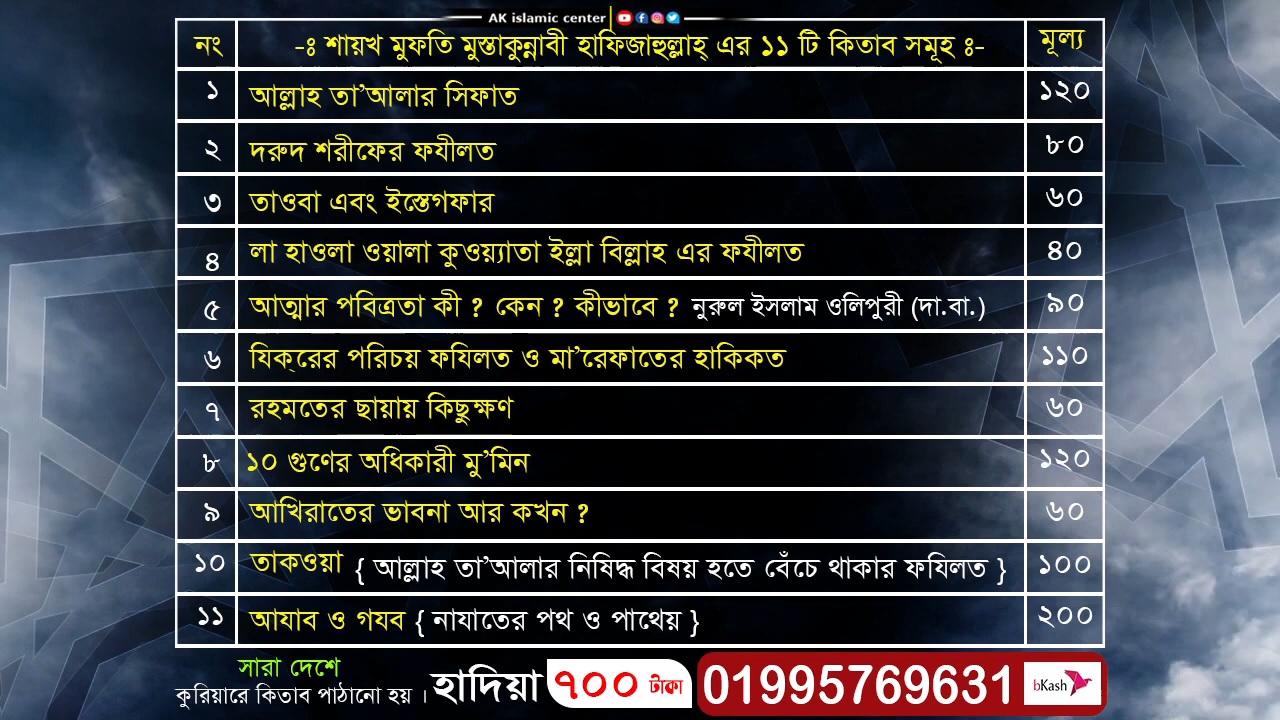 AK islamic center
নং -ঃ শায়খ মুফতি মুস্তাকুন্নাবী হাফিজাহুল্লাহ্ এর ১১ টি কিতাব সমূহ ঃ- মূল্য
১ আল্লাহ তা’আলার সিফাত ১২০
২ দরুদ শরীফের ফযীলত ৮০
৩ তাওবা এবং ইস্তেগফার ৬০
৪ লা হাওলা ওয়ালা কুওয়্যাতা ইল্লা বিল্লাহ এর ফযীলত ৪০
৫ আত্মার পবিত্রতা কী ? কেন ? কীভাবে ? নুরুল ইসলাম ওলিপুরী (দা.বা.) ৯০
৬ যিক্‌রের পরিচয় ফযিলত ও মা’রেফাতের হাকিকত ১১০
৭ রহমতের ছায়ায় কিছুক্ষণ ৬০
৮ ১০ গুণের অধিকারী মু’মিন ১২০
৯ আখিরাতের ভাবনা আর কখন ? ৬০
১০ তাকওয়া { আল্লাহ তা’আলার নিষিদ্ধ বিষয় হতে বেঁচে থাকার ফযিলত } ১০০
১১ আযাব ও গযব { নাযাতের পথ ও পাথেয় } ২০০
সারা দেশে
কুরিয়ারে কিতাব পাঠানো হয় । হাদিয়া ৭০০ টাকা 01995769631 bKash